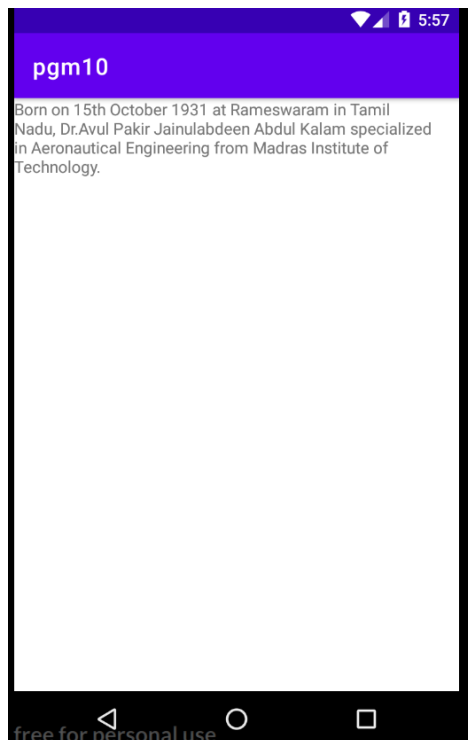 5:57
pgm10
Born on 15th October 1931 at Rameswaram in Tamil
Nadu, Dr.Avul Pakir Jainulabdeen Abdul Kalam specialized
in Aeronautical Engineering from Madras Institute of
Technology.
free for personal use